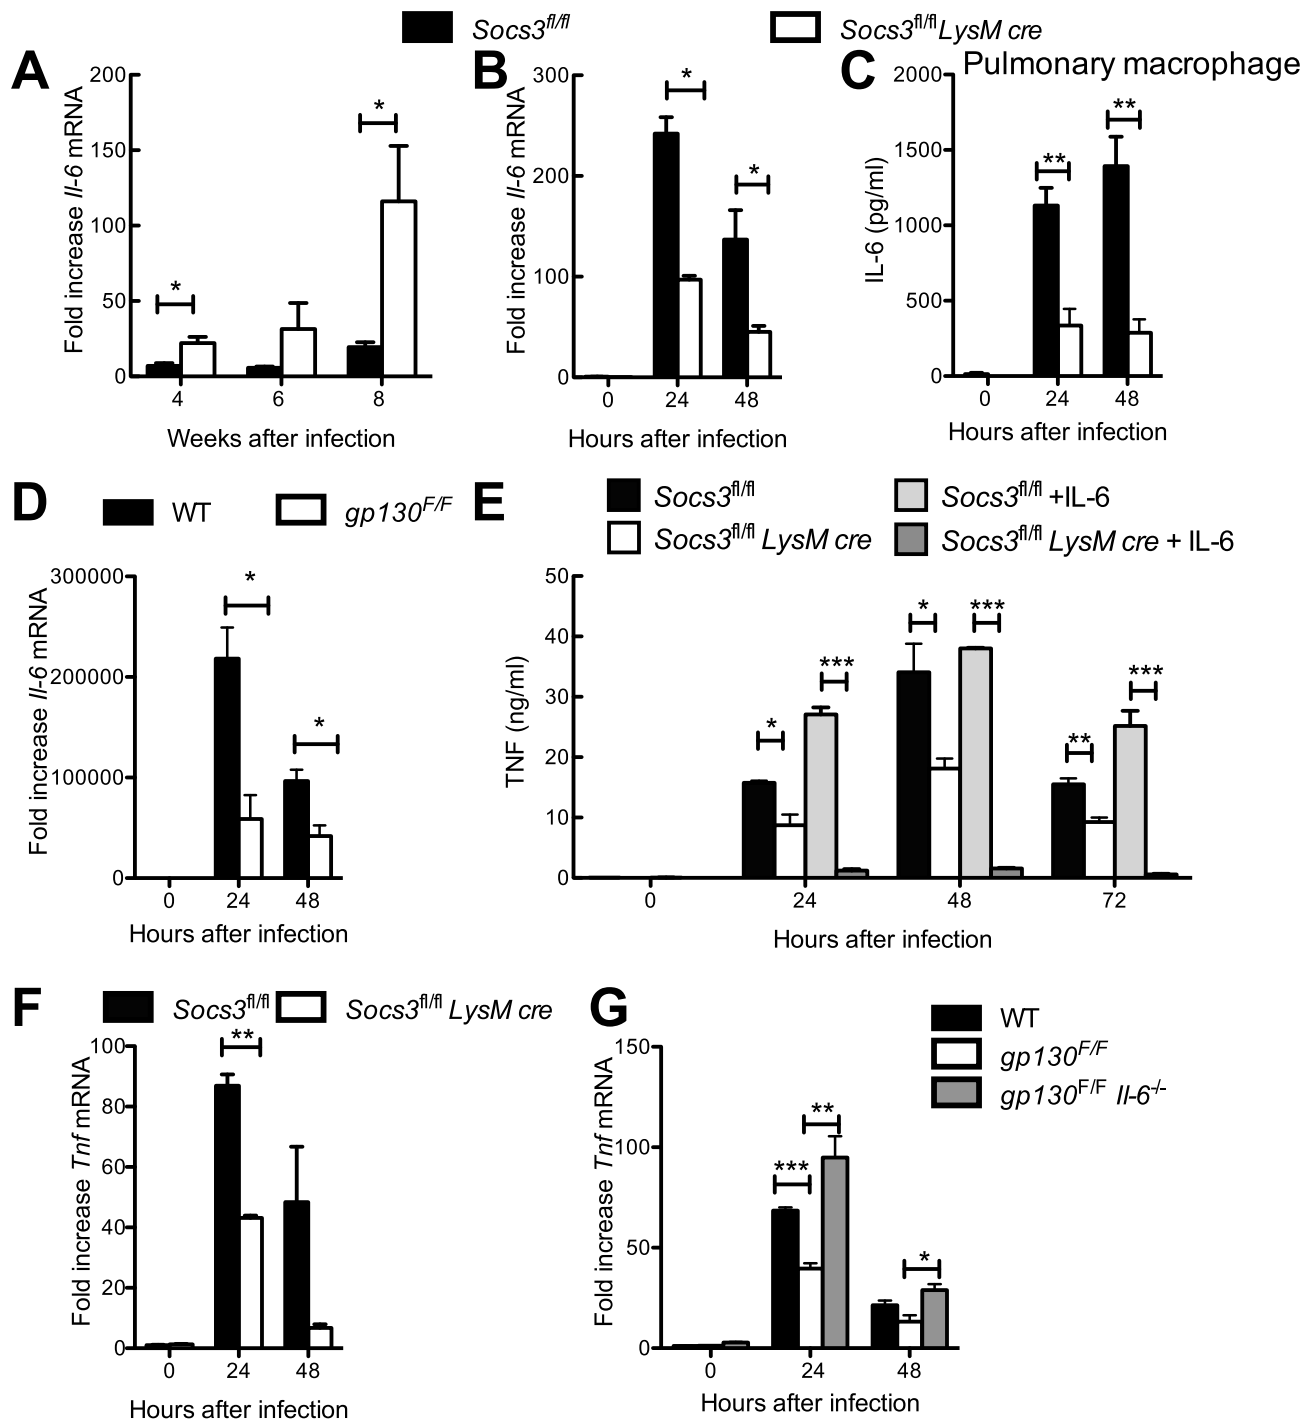 Socs3fl/fl
Socs3fl/flLysM cre
A
B
C Pulmonary macrophage
Fold increase Il-6 mRNA
200
150
100
50
0
*
*
4 6 8
Weeks after infection
Fold increase Il-6 mRNA
300
200
100
0
*
*
0 24 48
Hours after infection
IL-6 (pg/ml)
2000
1500
1000
500
0
**
**
0 24 48
Hours after infection
D
WT
gp130F/F
Fold increase Il-6 mRNA
300000
200000
100000
0
*
*
0 24 48
Hours after infection
E
Socs3fl/fl
Socs3fl/fl +IL-6
Socs3fl/fl LysM cre
Socs3fl/fl LysM cre + IL-6
TNF (ng/ml)
50
40
30
20
10
0
*
***
*
***
**
***
0 24 48 72
Hours after infection
F
Socs3fl/fl
Socs3fl/fl LysM cre
Fold increase Tnf mRNA
100
80
60
40
20
0
**
0 24 48
Hours after infection
G
WT
gp130F/F
gp130F/F Il-6-/-
Fold increase Tnf mRNA
150
100
50
0
***
**
*
0 24 48
Hours after infection